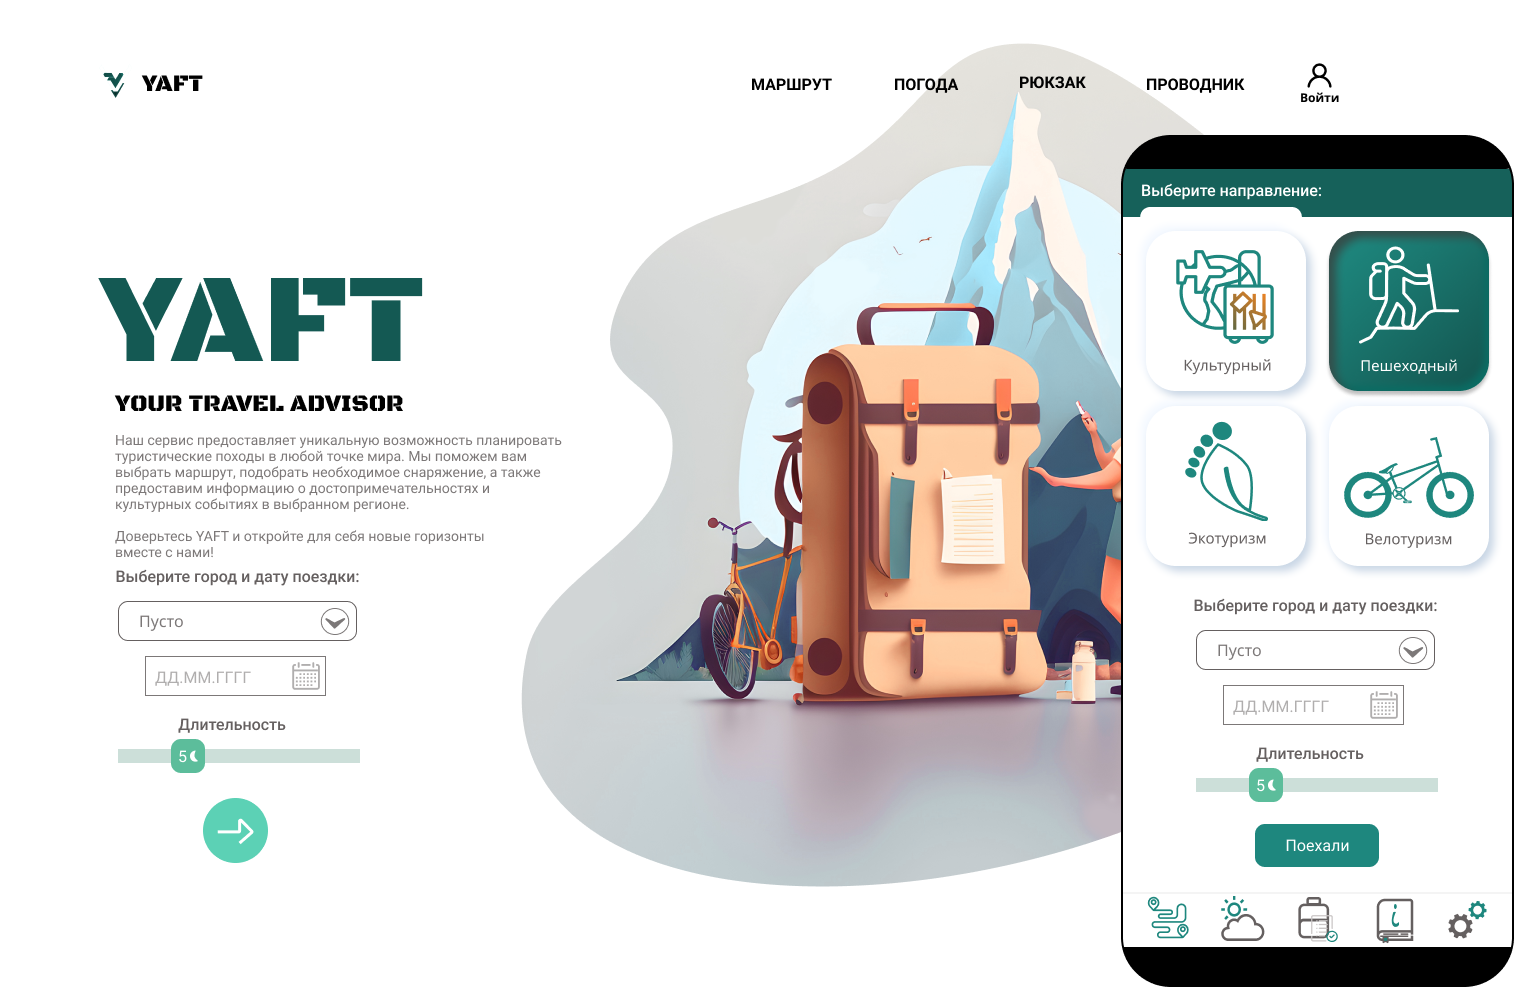 YAFT
МАРШРУТ
ПОГОДА
РЮКЗАК
ПРОВОДНИК
Войти
YAFT
YOUR TRAVEL ADVISOR
Наш сервис предоставляет уникальную возможность планировать
туристические походы в любой точке мира. Мы поможем вам
выбрать маршрут, подобрать необходимое снаряжение, а также
предоставим информацию о достопримечательностях и
культурных событиях в выбранном регионе.
Доверьтесь YAFT и откройте для себя новые горизонты
вместе с нами!
Выберите город и дату поездки:
Пусто
ДД.ММ.ГГГГ
Длительность
5
Выберите направление:
Культурный
Пешеходный
Экотуризм
Велотуризм
Выберите город и дату поездки:
Пусто
ДД.ММ.ГГГГ
Длительность
5
Поехали